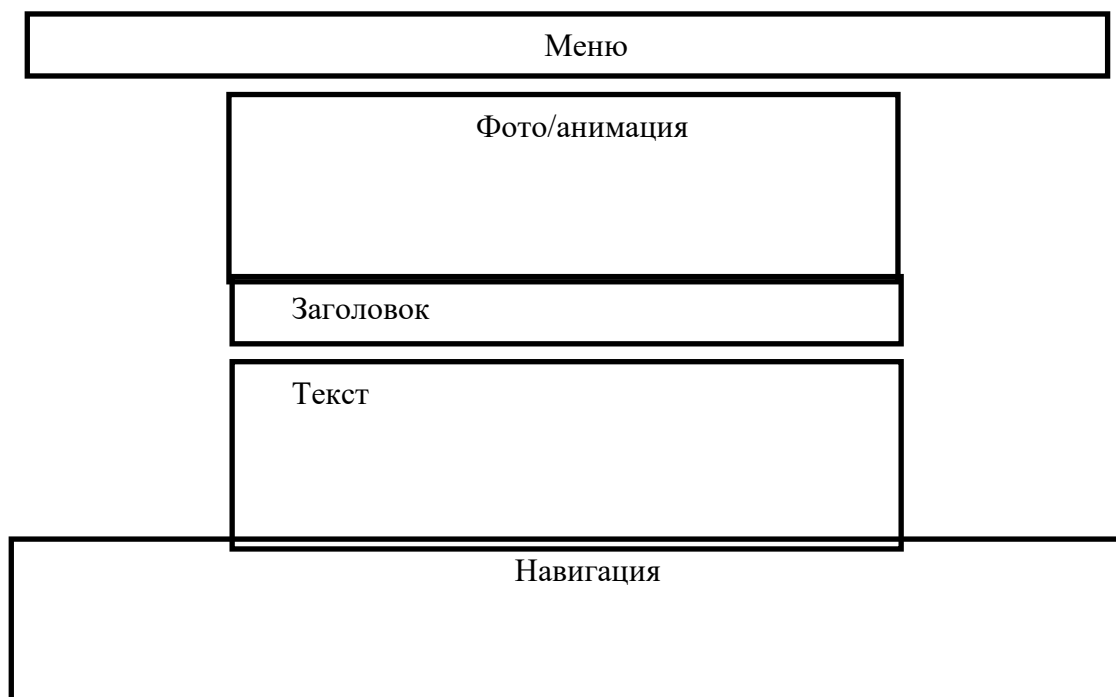 Меню
Фото/анимация
Заголовок
Текст
Навигация